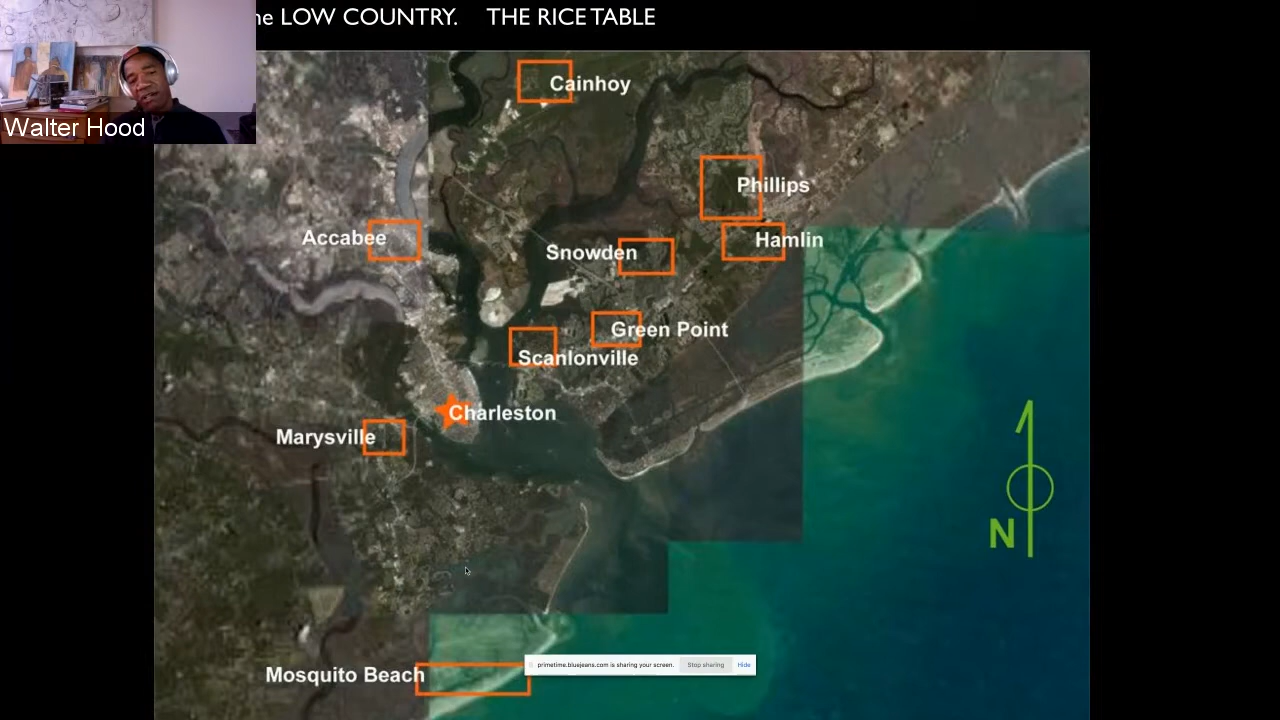 he LOW COUNTRY. THE RICE TABLE
Walter Hood
Cainhoy
Phillips
Accabee
Hamlin
Snowden
Green Point
Scanlonville
Charleston
Marysville
N
Mosquito Beach
primetime.bluejeans.com is sharing your screen. Stop sharing Hide